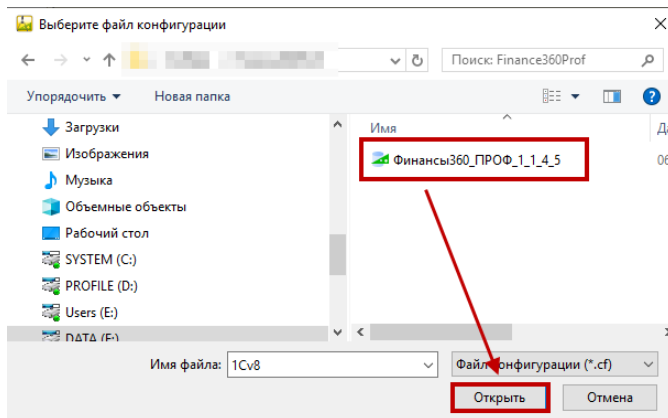 Выберите файл конфигурации
Поиск: Finance360Prof
Упорядочить Новая папка
Загрузки
Изображения
Музыка
Объемные объекты
Рабочий стол
SYSTEM (C:)
PROFILE (D:)
Users (E:)
DATA (F:)
Имя
Финансы360_ПРОФ_1_1_4_5
06
Имя файла: 1Cv8
Файл конфигурации (*.cf)
Открыть Отмена